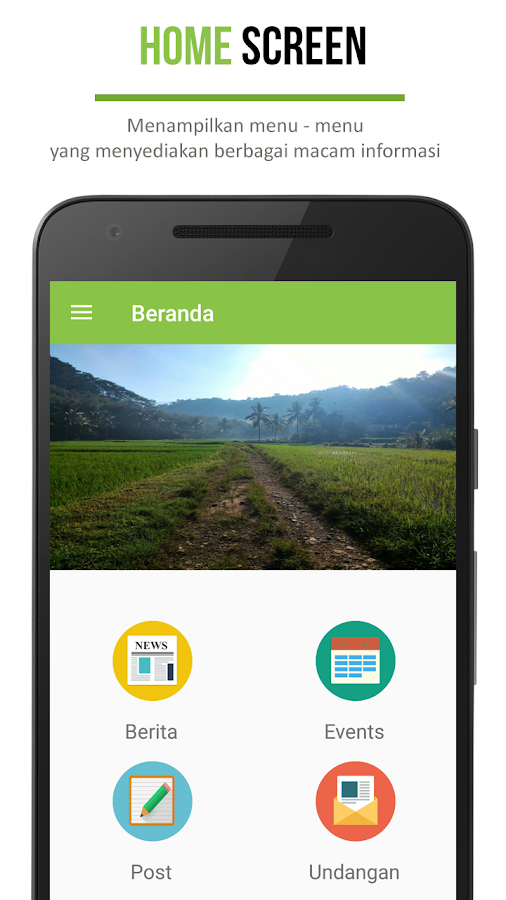 HOME SCREEN
Menampilkan menu - menu
yang menyediakan berbagai macam informasi
Beranda
NEWS
Berita
Events
Post
Undangan